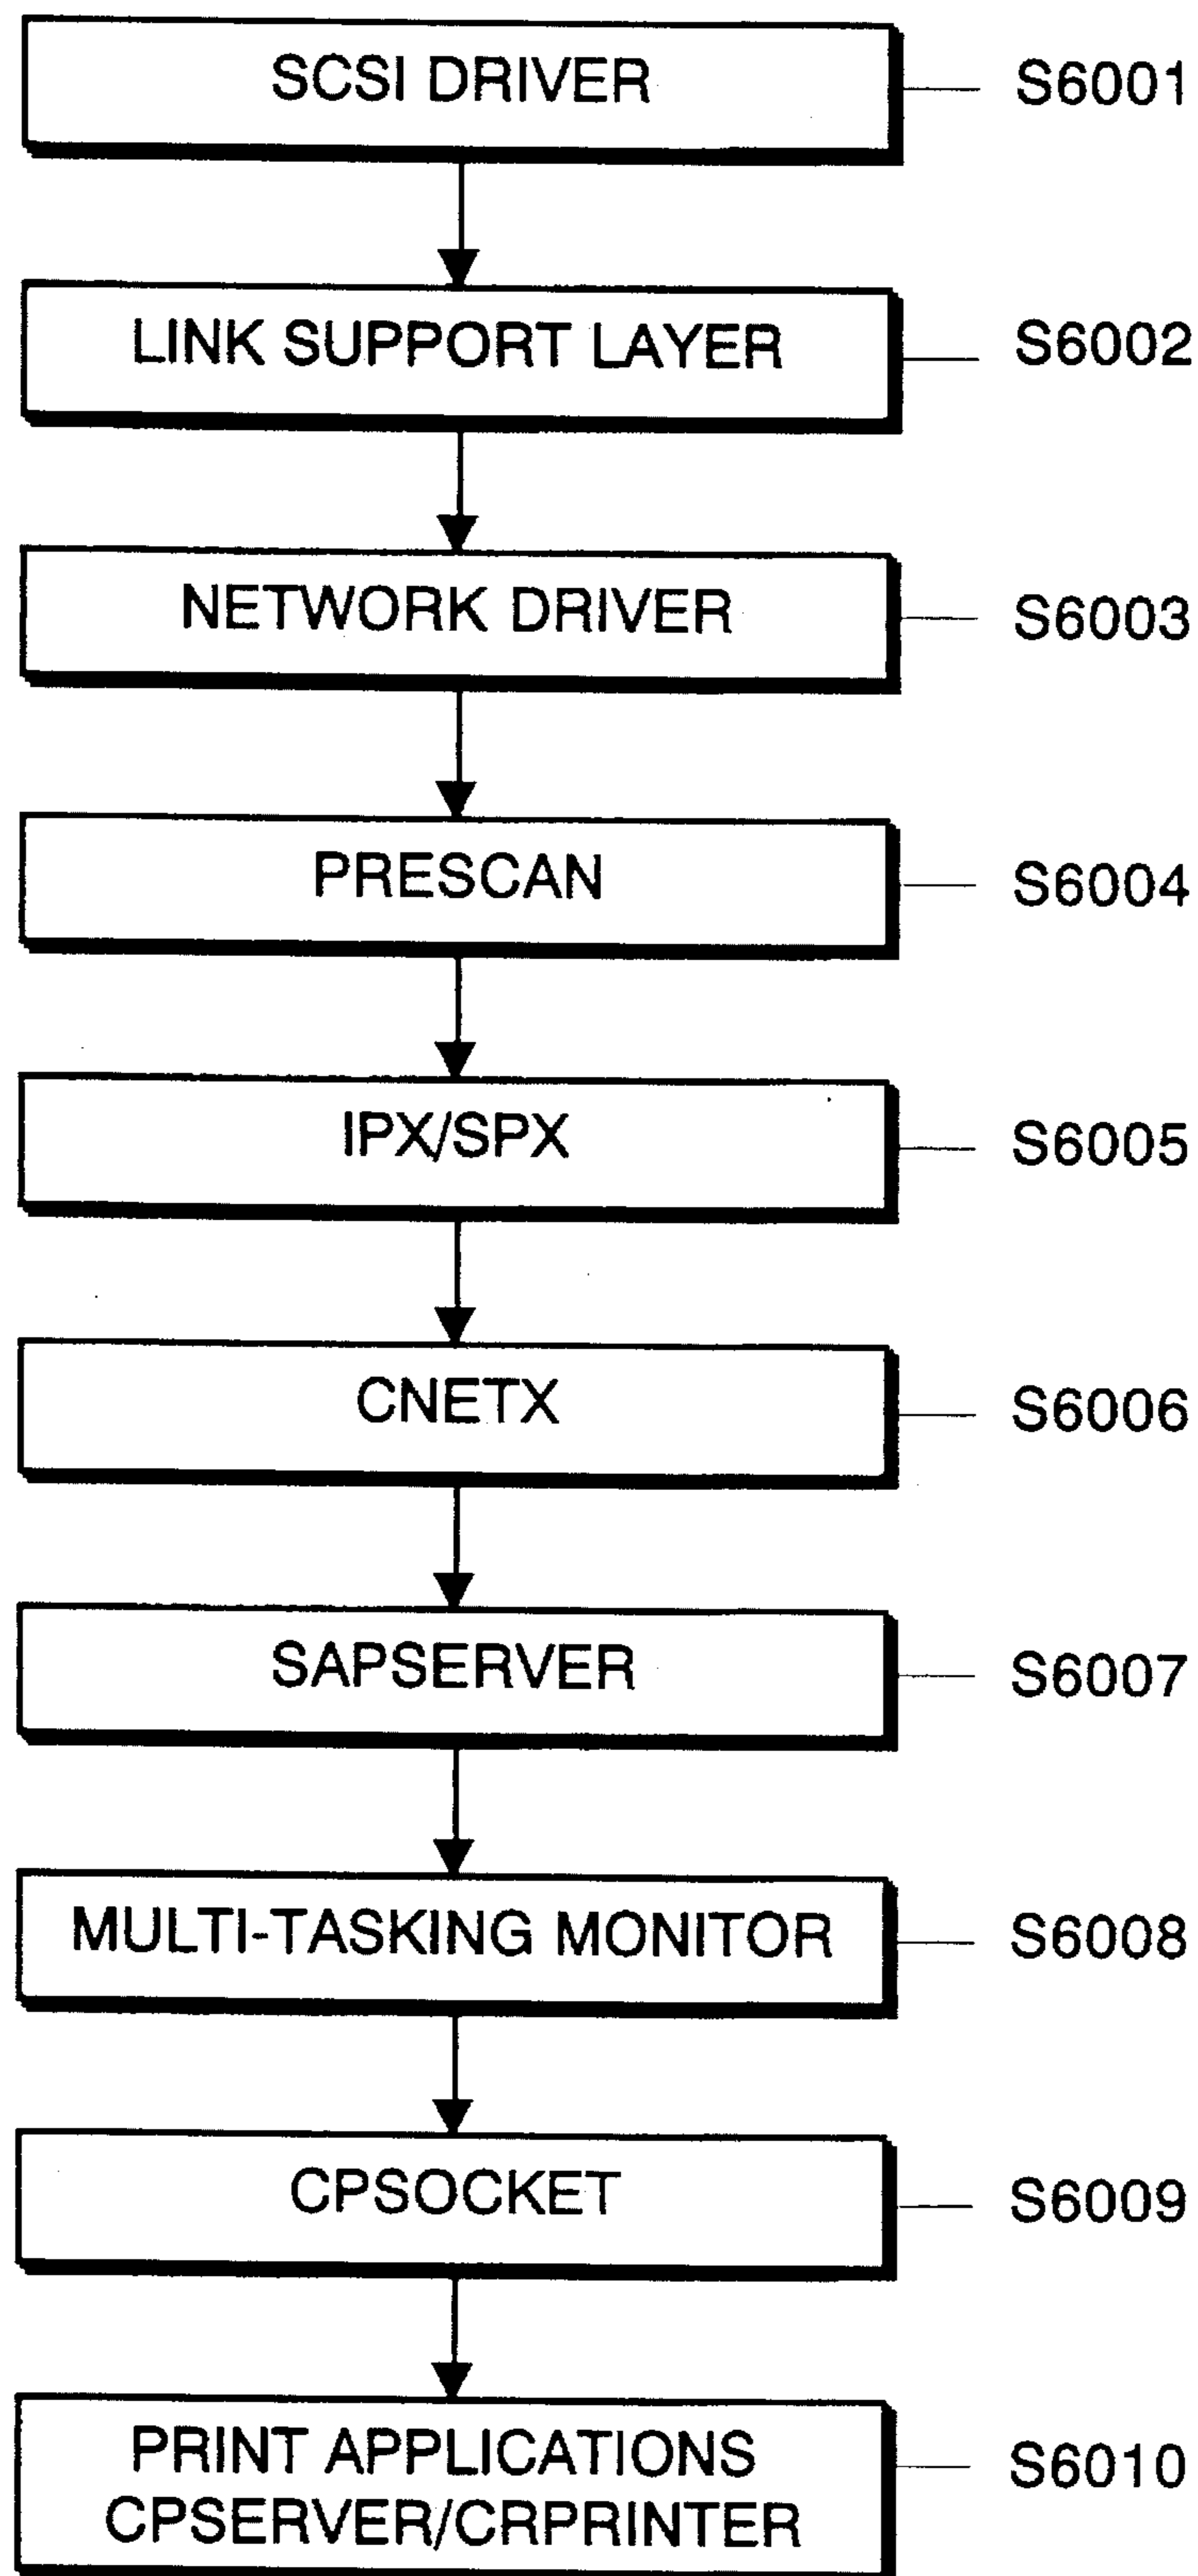 SCSI DRIVER S6001
LINK SUPPORT LAYER S6002
NETWORK DRIVER S6003
PRESCAN S6004
IPX/SPX S6005
CNETX S6006
SAPSERVER S6007
MULTI-TASKING MONITOR S6008
CPSOCKET S6009
PRINT APPLICATIONS
CPSERVER/CRPRINTER S6010